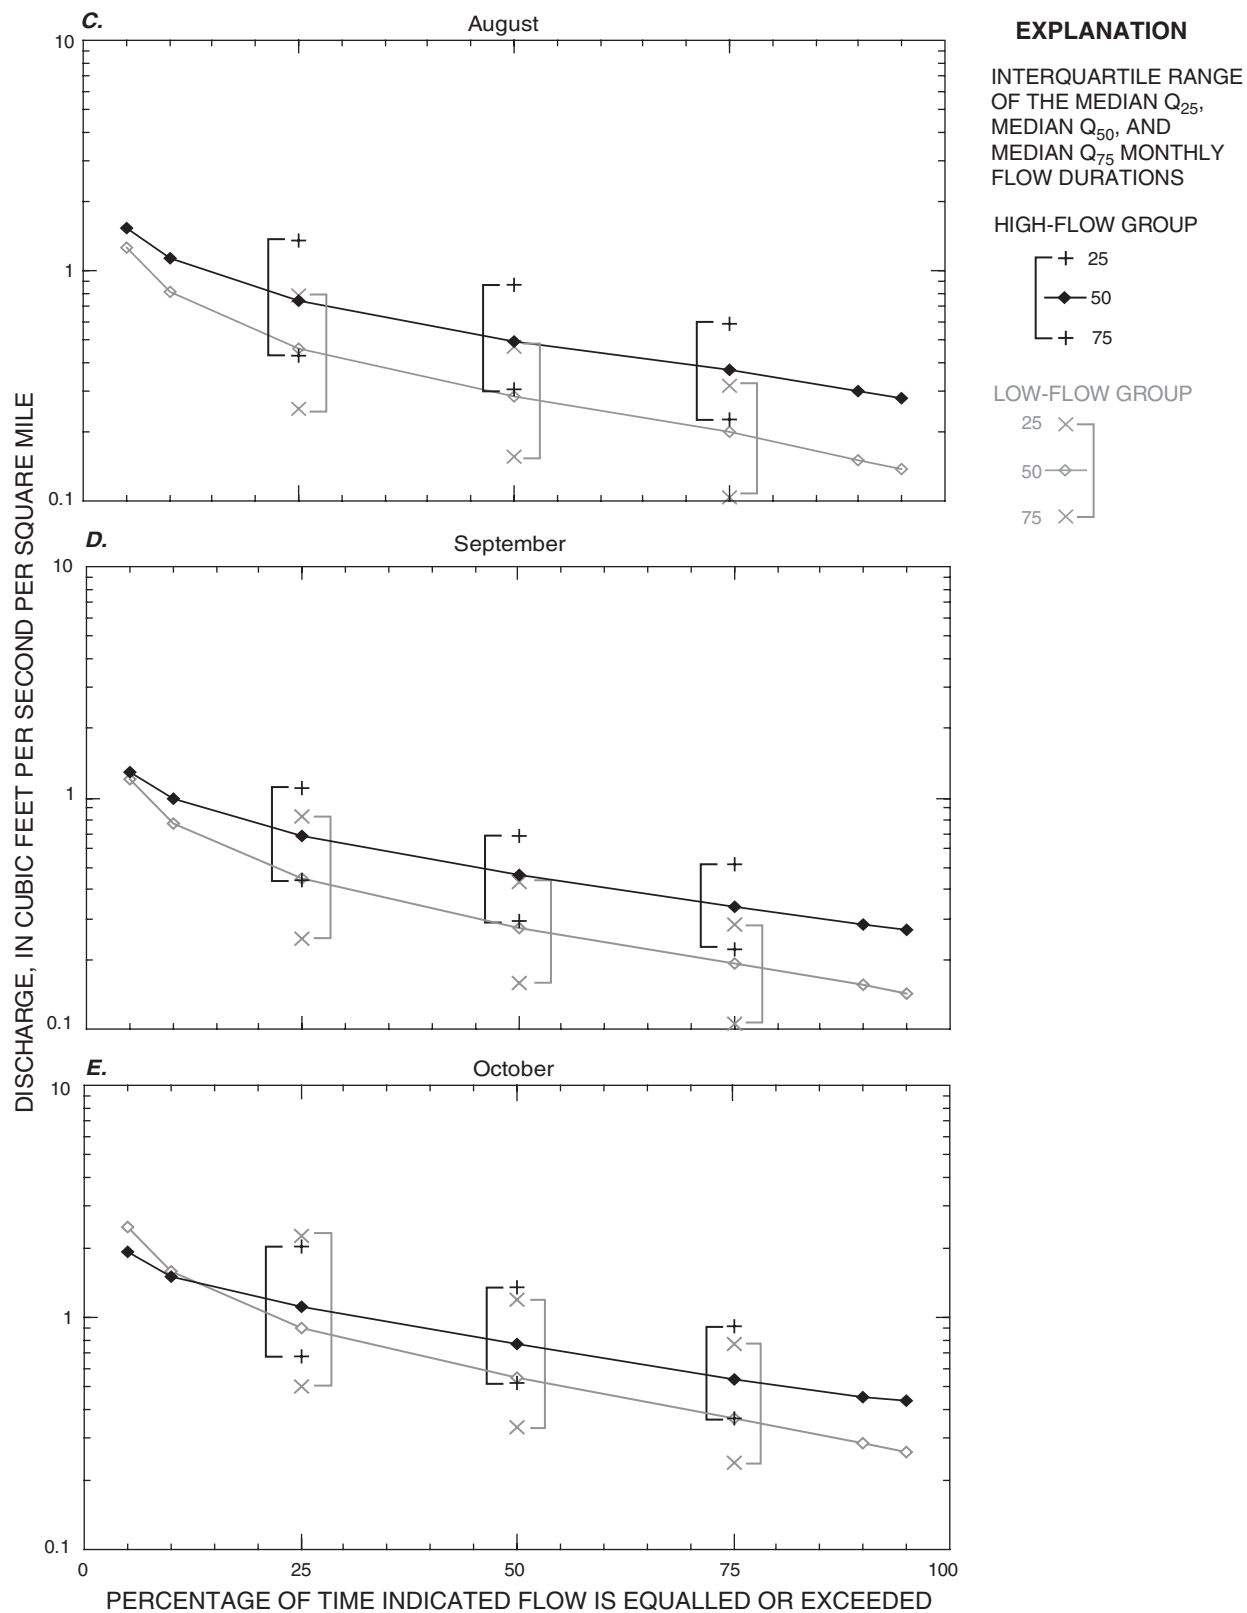 C.
August
10
1
0.1
D.
September
10
1
0.1
E.
October
10
1
0.1
0
25
50
75
100
PERCENTAGE OF TIME INDICATED FLOW IS EQUALLED OR EXCEEDED
DISCHARGE, IN CUBIC FEET PER SECOND PER SQUARE MILE
EXPLANATION
INTERQUARTILE RANGE
OF THE MEDIAN Q25,
MEDIAN Q50, AND
MEDIAN Q75 MONTHLY
FLOW DURATIONS
HIGH-FLOW GROUP
25
50
75
LOW-FLOW GROUP
25
50
75